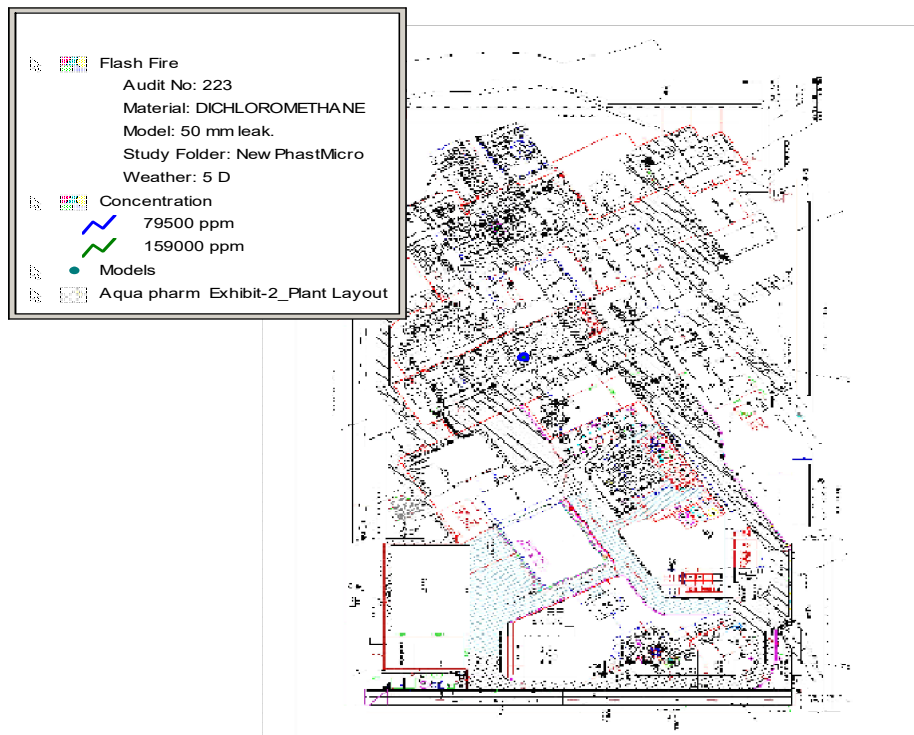 Flash Fire
Audit No: 223
Material: DICHLOROMETHANE
Model: 50 mm leak.
Study Folder: New PhastMicro
Weather: 5 D
Concentration
79500 ppm
159000 ppm
Models
Aqua pharm Exhibit-2_Plant Layout